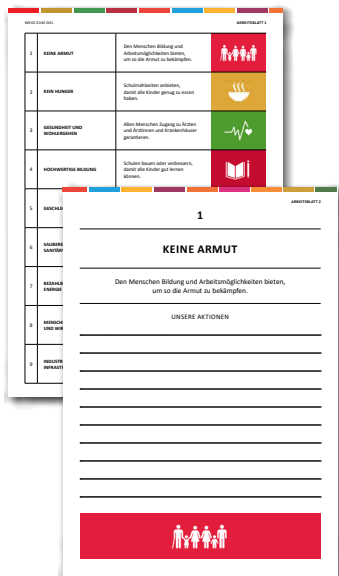 WEGE ZUM ZIEL
ARBEITSBLATT 1
1
KEINE ARMUT
Den Menschen Bildung und
Arbeitsmöglichkeiten bieten,
um so die Armut zu bekämpfen.
2
KEIN HUNGER
Schulmahlzeiten anbieten,
damit alle Kinder genug zu essen
haben.
3
GESUNDHEIT UND
WOHLERGEHEN
Allen Menschen Zugang zu Ärzten
und Ärztinnen und Krankenhäuser
garantieren.
4
HOCHWERTIGE BILDUNG
Schulen bauen oder verbessern,
damit alle Kinder gut lernen
können.
5
6
7
8
9
ARBEITSBLATT 2
1
KEINE ARMUT
Den Menschen Bildung und Arbeitsmöglichkeiten bieten,
um so die Armut zu bekämpfen.
UNSERE AKTIONEN